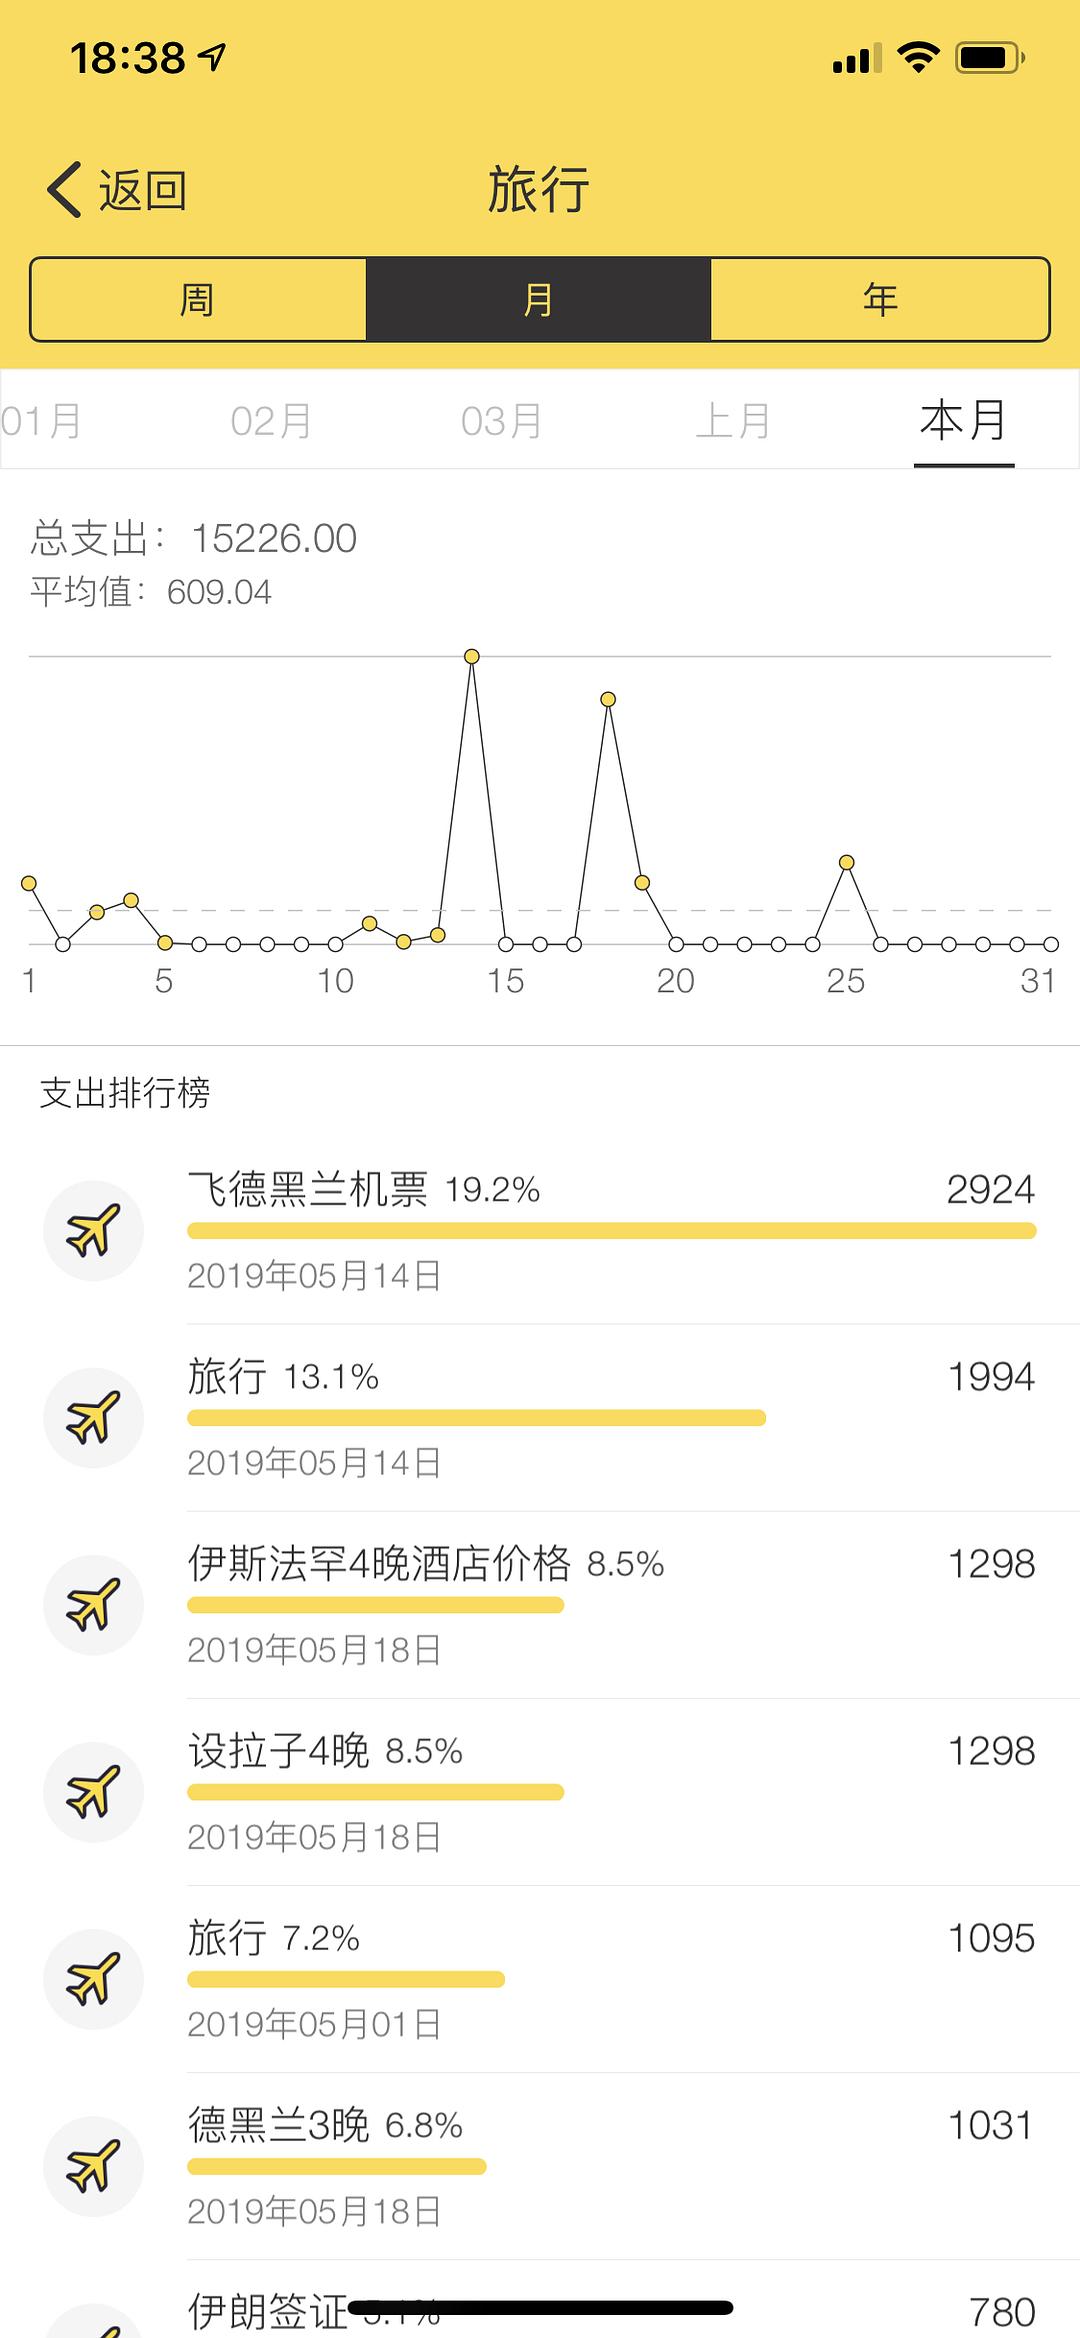 18:38
返回
旅行
周 月 年
01月 02月 03月 上月 本月
总支出：15226.00
平均值：609.04
1 5 10 15 20 25 31
支出排行榜
飞德黑兰机票 19.2% 2924
2019年05月14日
旅行 13.1% 1994
2019年05月14日
伊斯法罕4晚酒店价格 8.5% 1298
2019年05月18日
设拉子4晚 8.5% 1298
2019年05月18日
旅行 7.2% 1095
2019年05月01日
德黑兰3晚 6.8% 1031
2019年05月18日
伊朗签证 5.1% 780